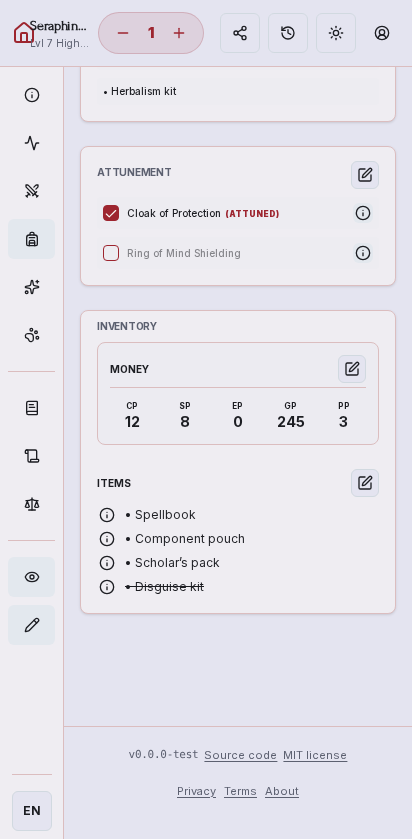 Seraphin...
Lvl 7 High...
− 1 +
• Herbalism kit
ATTUNEMENT
Cloak of Protection (ATTUNED)
Ring of Mind Shielding
INVENTORY
MONEY
CP SP EP GP PP
12 8 0 245 3
ITEMS
• Spellbook
• Component pouch
• Scholar’s pack
• Disguise kit
v0.0.0-test Source code MIT license
Privacy Terms About
EN